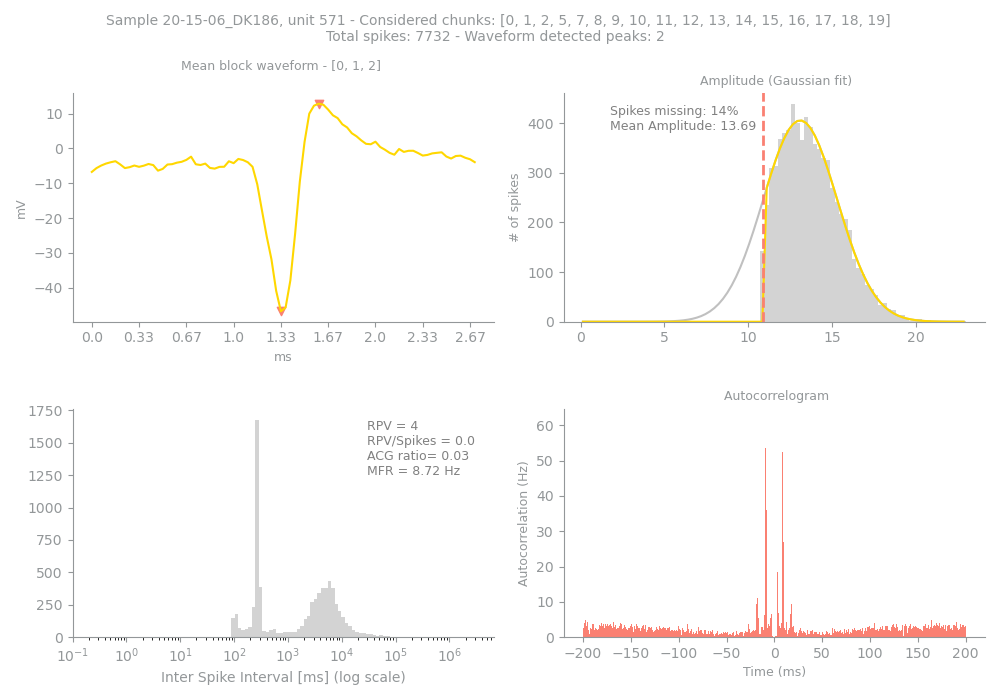 Sample 20-15-06_DK186, unit 571 - Considered chunks: [0, 1, 2, 5, 7, 8, 9, 10, 11, 12, 13, 14, 15, 16, 17, 18, 19]
Total spikes: 7732 - Waveform detected peaks: 2
Mean block waveform - [0, 1, 2]
10
0
−10
−20
−30
−40
mV
0.0 0.33 0.67 1.0 1.33 1.67 2.0 2.33 2.67
ms
Amplitude (Gaussian fit)
Spikes missing: 14%
Mean Amplitude: 13.69
400
300
200
100
0
# of spikes
0 5 10 15 20
1750
1500
1250
1000
750
500
250
0
RPV = 4
RPV/Spikes = 0.0
ACG ratio= 0.03
MFR = 8.72 Hz
10⁻¹ 10⁰ 10¹ 10² 10³ 10⁴ 10⁵ 10⁶
Inter Spike Interval [ms] (log scale)
Autocorrelogram
60
50
40
30
20
10
0
Autocorrelation (Hz)
−200 −150 −100 −50 0 50 100 150 200
Time (ms)